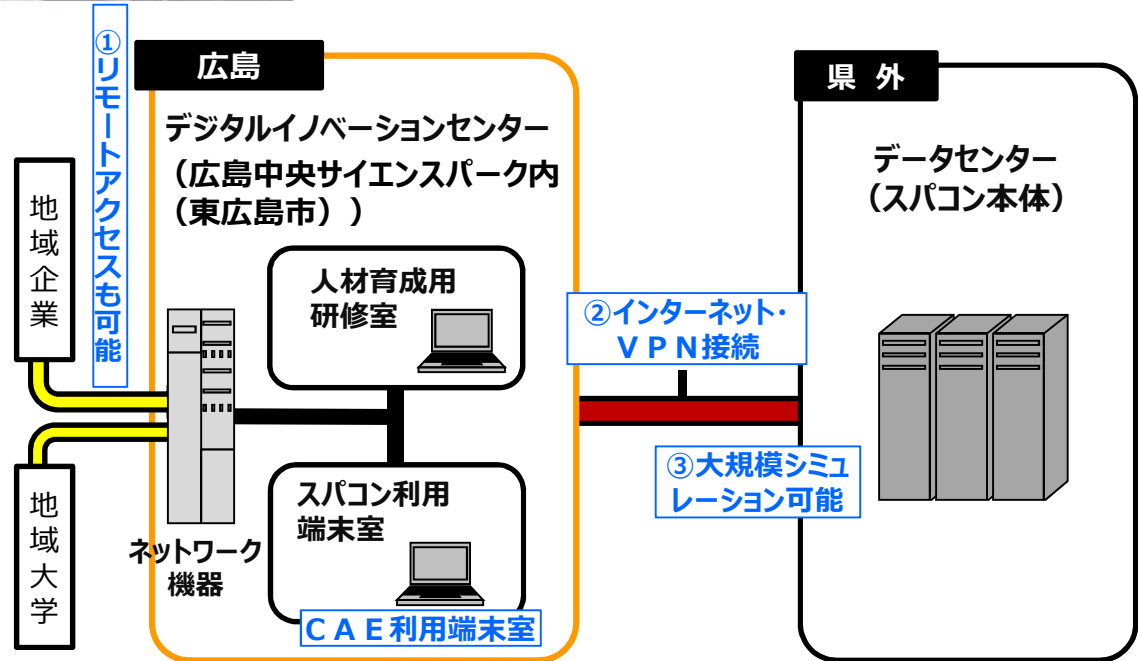 ①リモートアクセスも可能
広島
デジタルイノベーションセンター
（広島中央サイエンスパーク内
（東広島市））
地域企業
地域大学
人材育成用
研修室
スパコン利用
端末室
ＣＡＥ利用端末室
ネットワーク
機器
②インターネット・
ＶＰＮ接続
③大規模シミュ
レーション可能
県 外
データセンター
（スパコン本体）